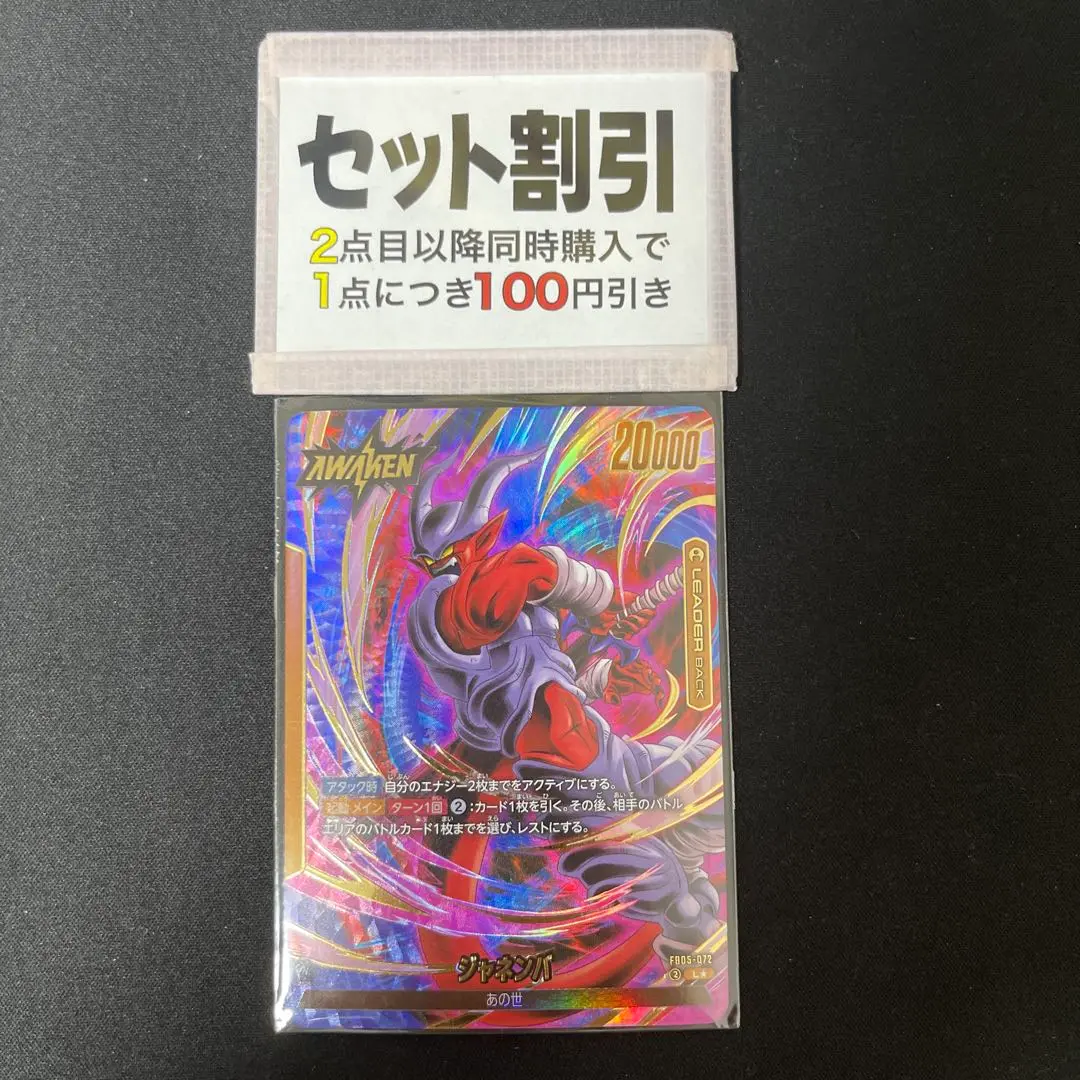 セット割引
2点目以降同時購入で
1点につき100円引き
AWAKEN
20000
LEADER BACK
アタック時 自分のエナジー2枚までをアクティブにする。
起動メイン ターン1回 ②:カード1枚を引く。その後、相手のバトル
エリアのバトルカード1枚までを選び、レストにする。
FB05-072
② L★
ジャネンバ
あの世